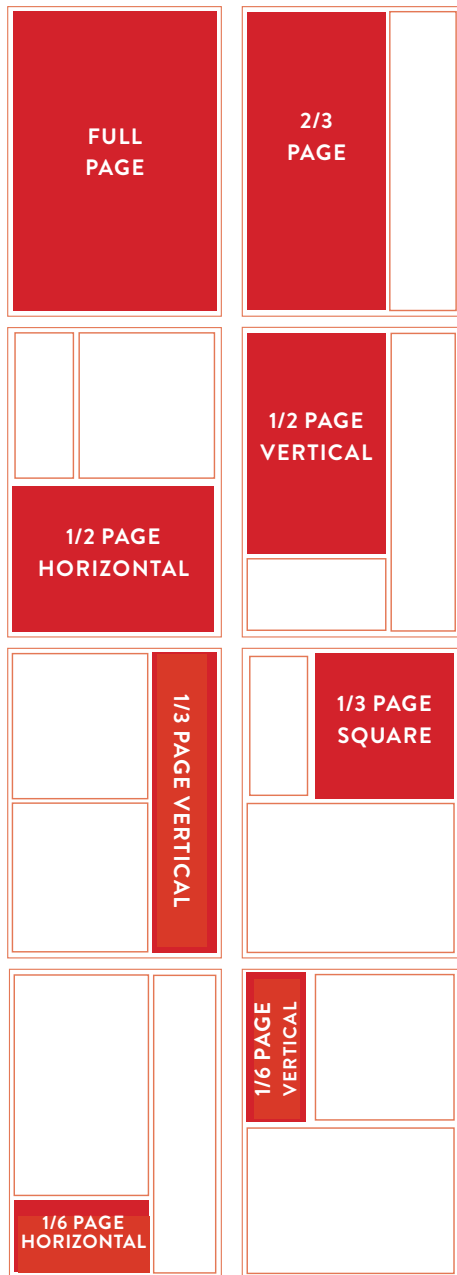 FULL
PAGE
2/3
PAGE
1/2 PAGE
HORIZONTAL
1/2 PAGE
VERTICAL
1/3 PAGE VERTICAL
1/3 PAGE
SQUARE
1/6 PAGE
HORIZONTAL
1/6 PAGE
VERTICAL